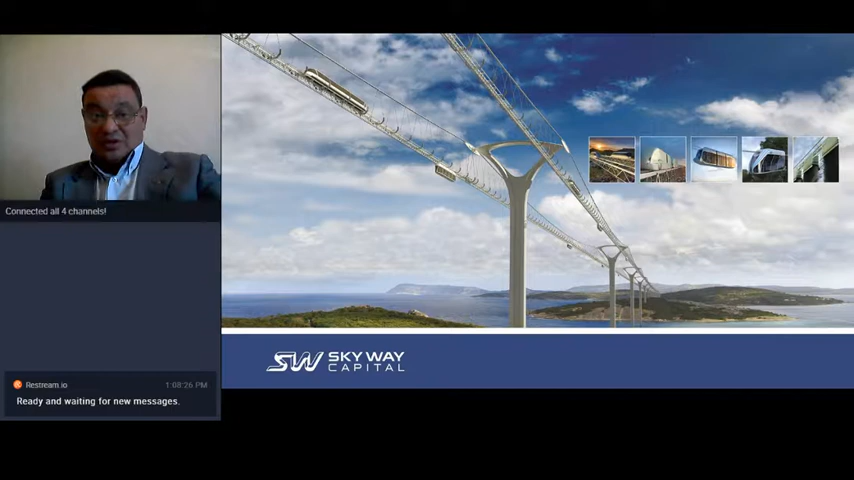 Connected all 4 channels!
Restream.io
1:08:26 PM
Ready and waiting for new messages.
SW SKY WAY
CAPITAL